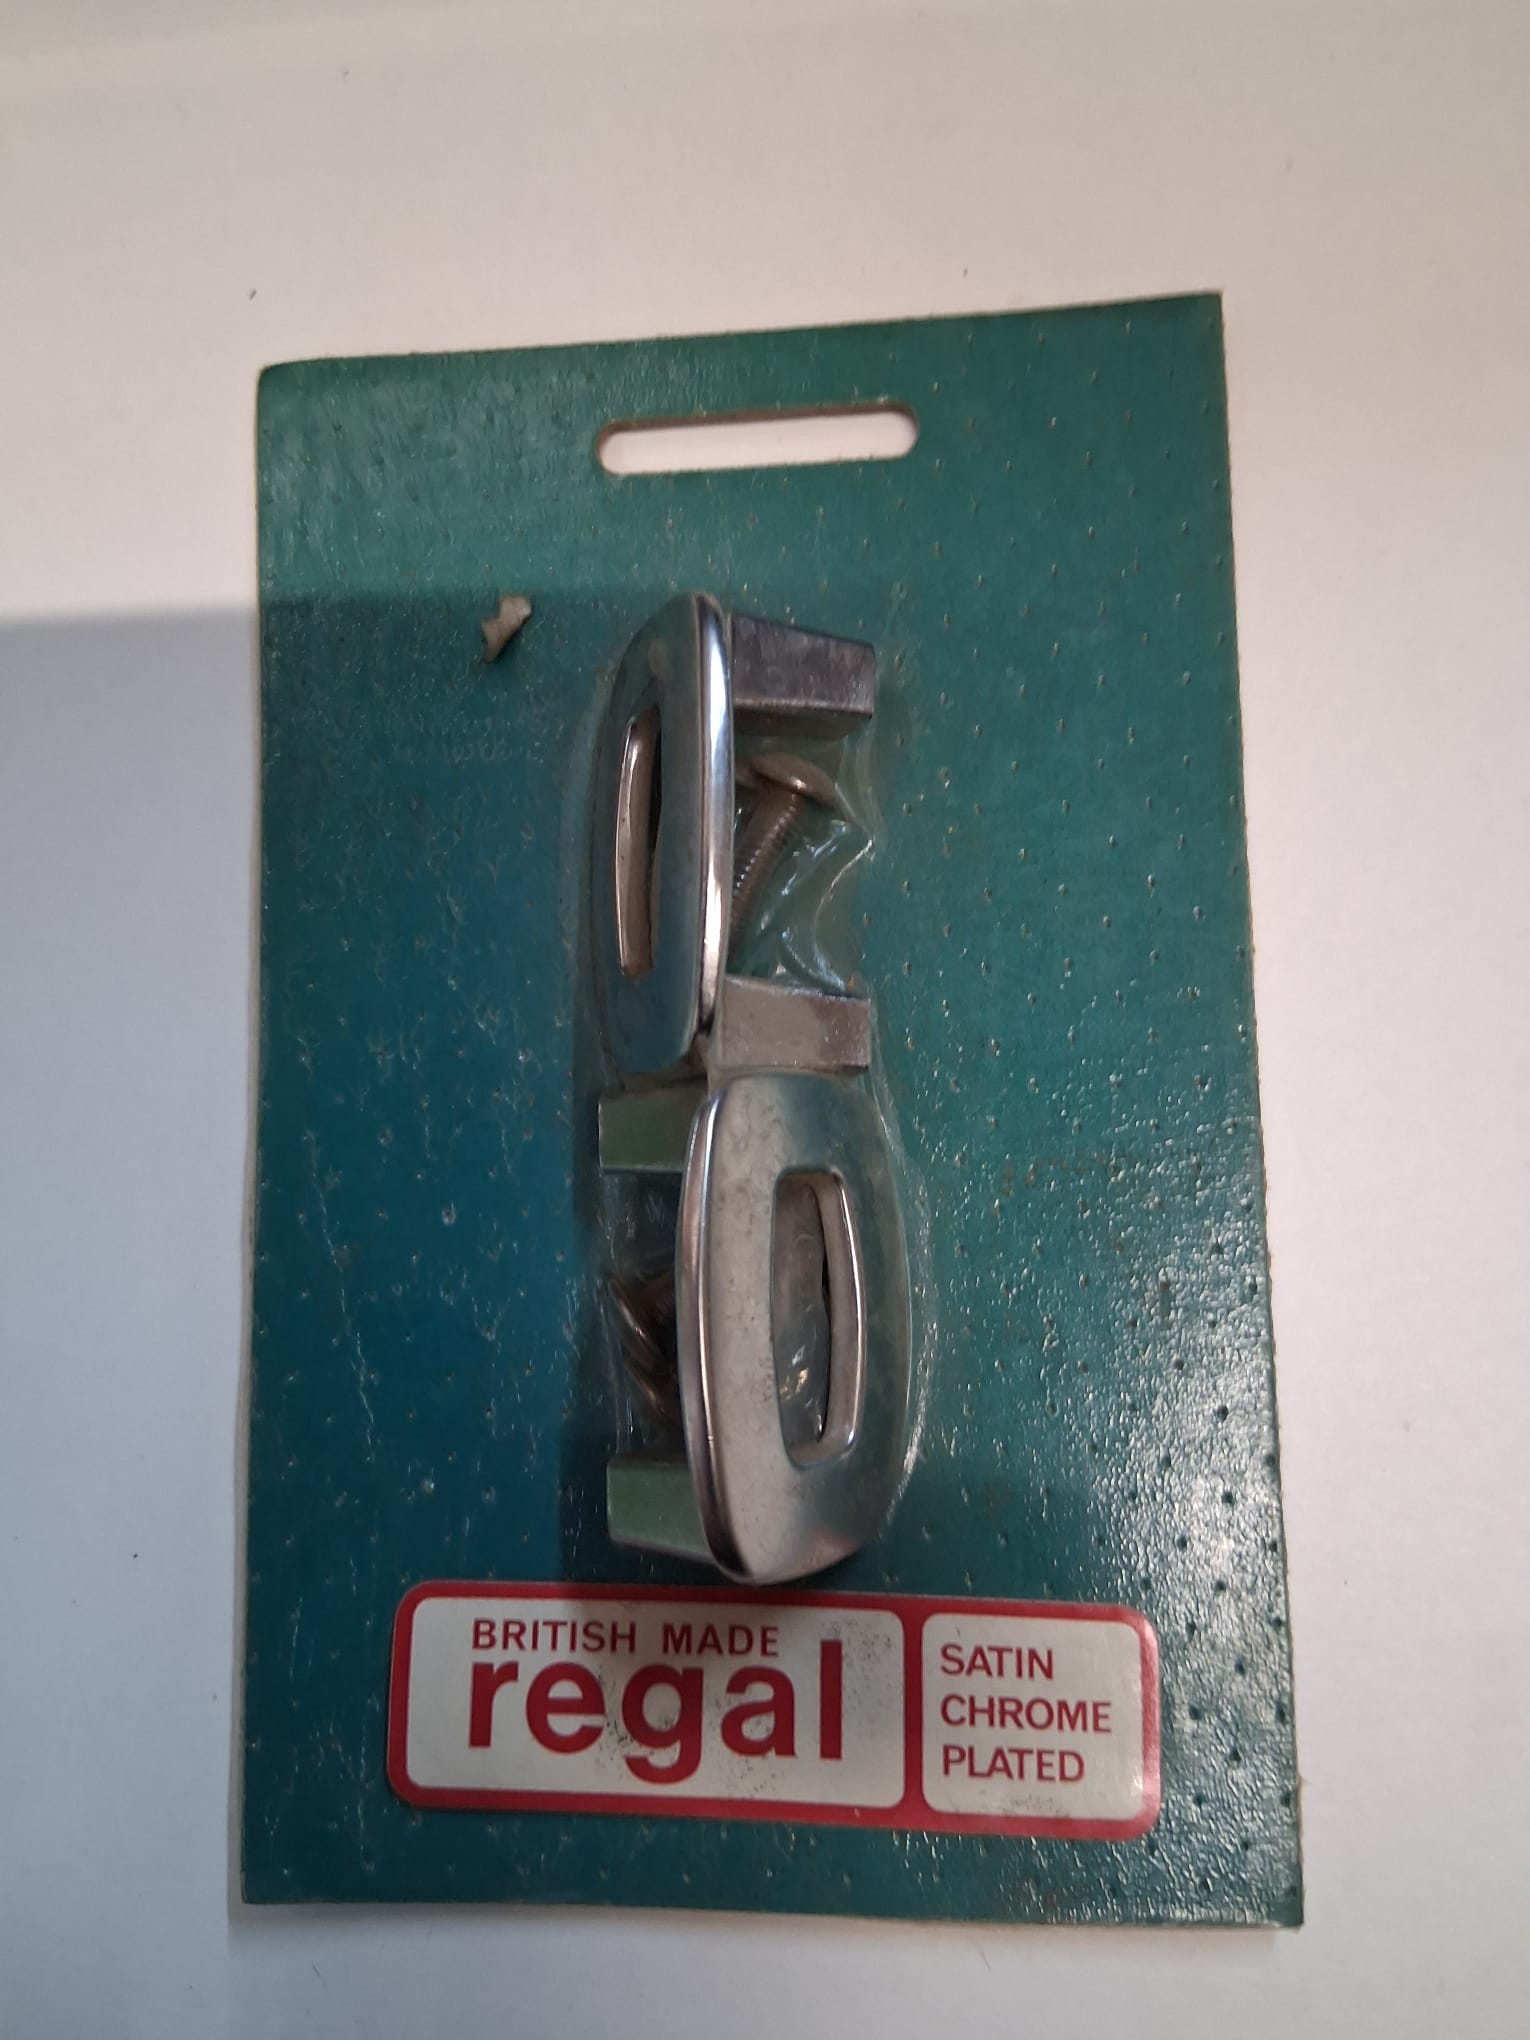 BRITISH MADE
regal
SATIN
CHROME
PLATED